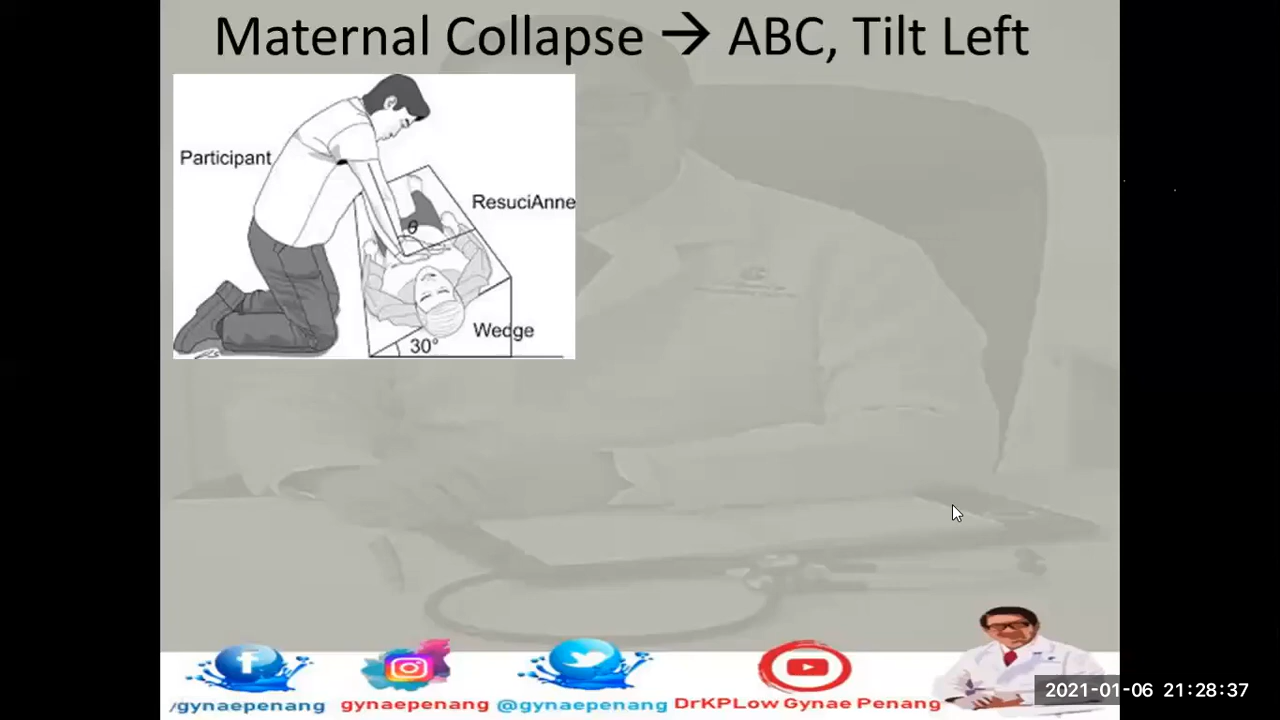 Maternal Collapse → ABC, Tilt Left
Participant
ResuciAnne
θ
Wedge
30°
/gynaepenang
gynaepenang
@gynaepenang
DrKPLow Gynae Penang
2021-01-06 21:28:37